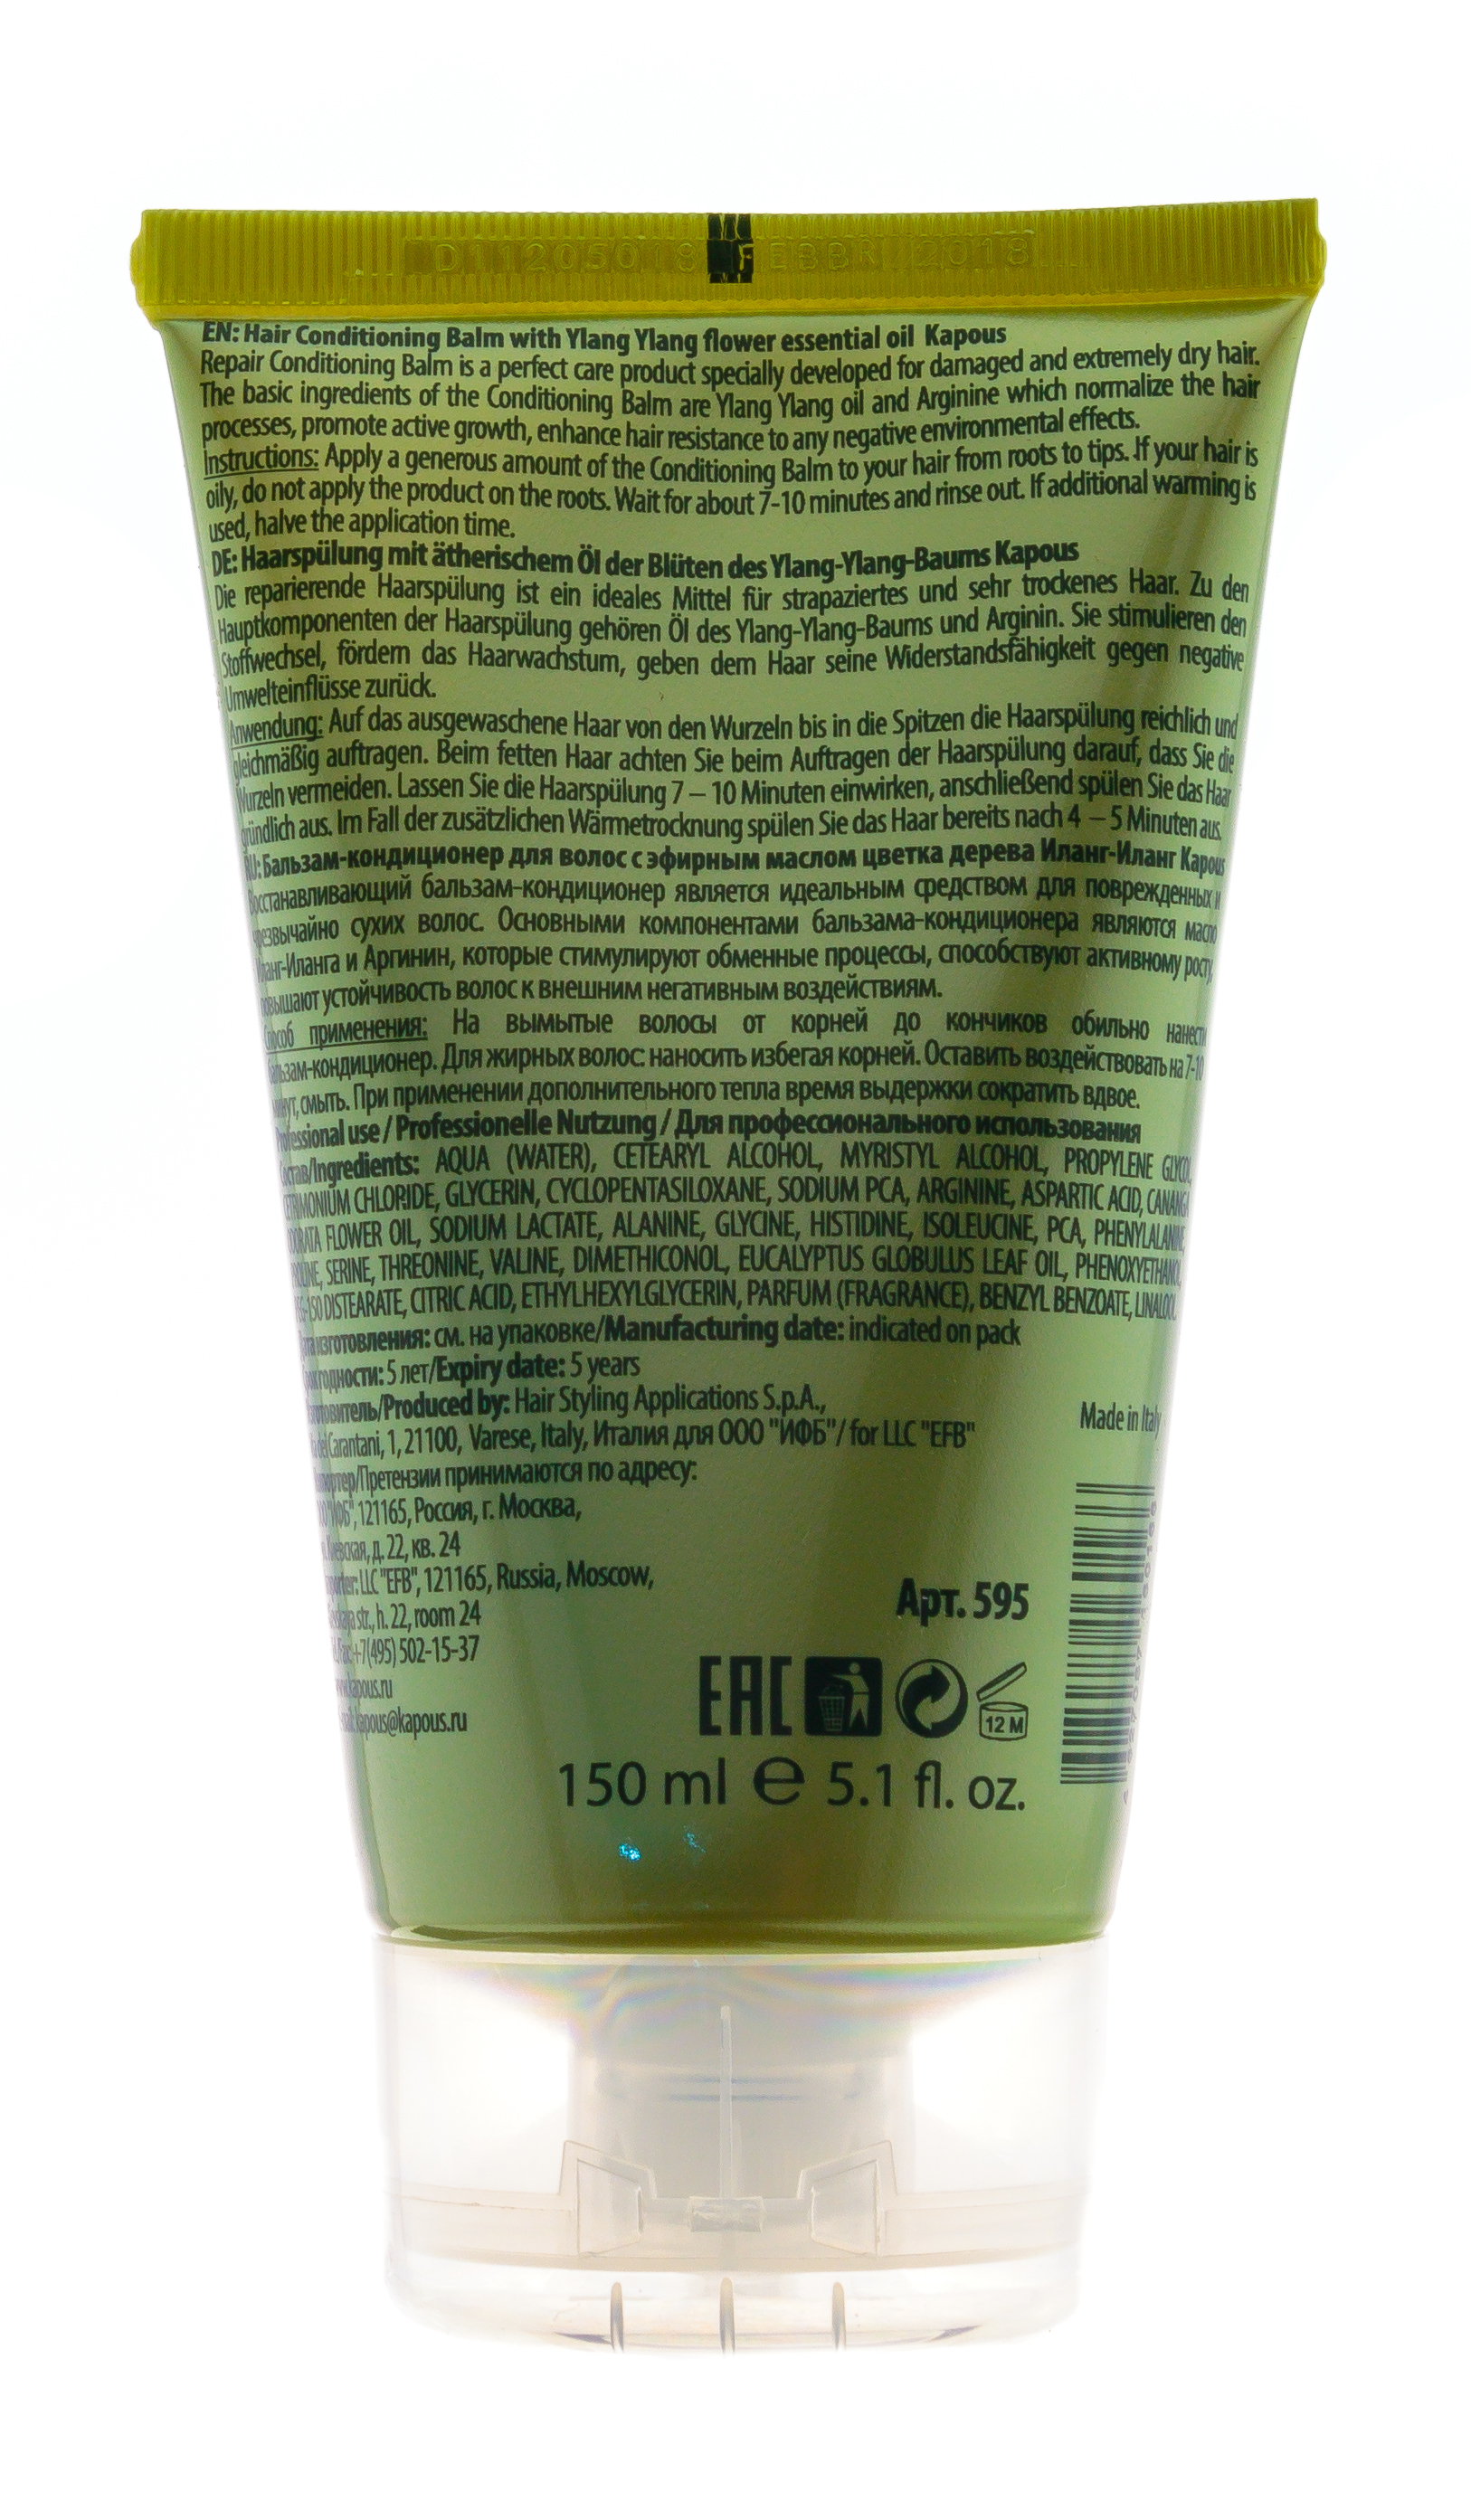 D11205018 FEBBR 2018
EN: Hair Conditioning Balm with Ylang Ylang flower essential oil Kapous
Repair Conditioning Balm is a perfect care product specially developed for damaged and extremely dry hair.
The basic ingredients of the Conditioning Balm are Ylang Ylang oil and Arginine which normalize the hair
processes, promote active growth, enhance hair resistance to any negative environmental effects.
Instructions: Apply a generous amount of the Conditioning Balm to your hair from roots to tips. If your hair is
oily, do not apply the product on the roots. Wait for about 7-10 minutes and rinse out. If additional warming is
used, halve the application time.
DE: Haarspülung mit ätherischem Öl der Blüten des Ylang-Ylang-Baums Kapous
Die reparierende Haarspülung ist ein ideales Mittel für strapaziertes und sehr trockenes Haar. Zu den
Hauptkomponenten der Haarspülung gehören Öl des Ylang-Ylang-Baums und Arginin. Sie stimulieren den
Stoffwechsel, fördern das Haarwachstum, geben dem Haar seine Widerstandsfähigkeit gegen negative
Umwelteinflüsse zurück.
Anwendung: Auf das ausgewaschene Haar von den Wurzeln bis in die Spitzen die Haarspülung reichlich und
gleichmäßig auftragen. Beim fetten Haar achten Sie beim Auftragen der Haarspülung darauf, dass Sie die
Wurzeln vermeiden. Lassen Sie die Haarspülung 7 – 10 Minuten einwirken, anschließend spülen Sie das Haar
gründlich aus. Im Fall der zusätzlichen Wärmetrocknung spülen Sie das Haar bereits nach 4 – 5 Minuten aus.
RU: Бальзам-кондиционер для волос с эфирным маслом цветка дерева Иланг-Иланг Kapous
Восстанавливающий бальзам-кондиционер является идеальным средством для поврежденных и
чрезвычайно сухих волос. Основными компонентами бальзама-кондиционера являются масло
Иланг-Иланга и Аргинин, которые стимулируют обменные процессы, способствуют активному росту,
повышают устойчивость волос к внешним негативным воздействиям.
Способ применения: На вымытые волосы от корней до кончиков обильно нанести
бальзам-кондиционер. Для жирных волос: наносить избегая корней. Оставить воздействовать на 7-10
минут, смыть. При применении дополнительного тепла время выдержки сократить вдвое.
Professional use / Professionelle Nutzung / Для профессионального использования
Состав/Ingredients: AQUA (WATER), CETEARYL ALCOHOL, MYRISTYL ALCOHOL, PROPYLENE GLYCOL,
CETRIMONIUM CHLORIDE, GLYCERIN, CYCLOPENTASILOXANE, SODIUM PCA, ARGININE, ASPARTIC ACID, CANANGA
ODORATA FLOWER OIL, SODIUM LACTATE, ALANINE, GLYCINE, HISTIDINE, ISOLEUCINE, PCA, PHENYLALANINE,
PROLINE, SERINE, THREONINE, VALINE, DIMETHICONOL, EUCALYPTUS GLOBULUS LEAF OIL, PHENOXYETHANOL,
PEG-150 DISTEARATE, CITRIC ACID, ETHYLHEXYLGLYCERIN, PARFUM (FRAGRANCE), BENZYL BENZOATE, LINALOOL.
Дата изготовления: см. на упаковке/Manufacturing date: indicated on pack
Срок годности: 5 лет/Expiry date: 5 years
Изготовитель/Produced by: Hair Styling Applications S.p.A.,
Via dei Carantani, 1, 21100, Varese, Italy, Италия для ООО "ИФБ"/ for LLC "EFB"
Made in Italy
Импортер/Претензии принимаются по адресу:
ООО "ИФБ", 121165, Россия, г. Москва,
ул. Киевская, д. 22, кв. 24
Importer: LLC "EFB", 121165, Russia, Moscow,
str., h. 22, room 24
+7(495) 502-15-37
www.kapous.ru
kapous@kapous.ru
Арт. 595
EAC
12 M
150 ml e 5.1 fl. oz.